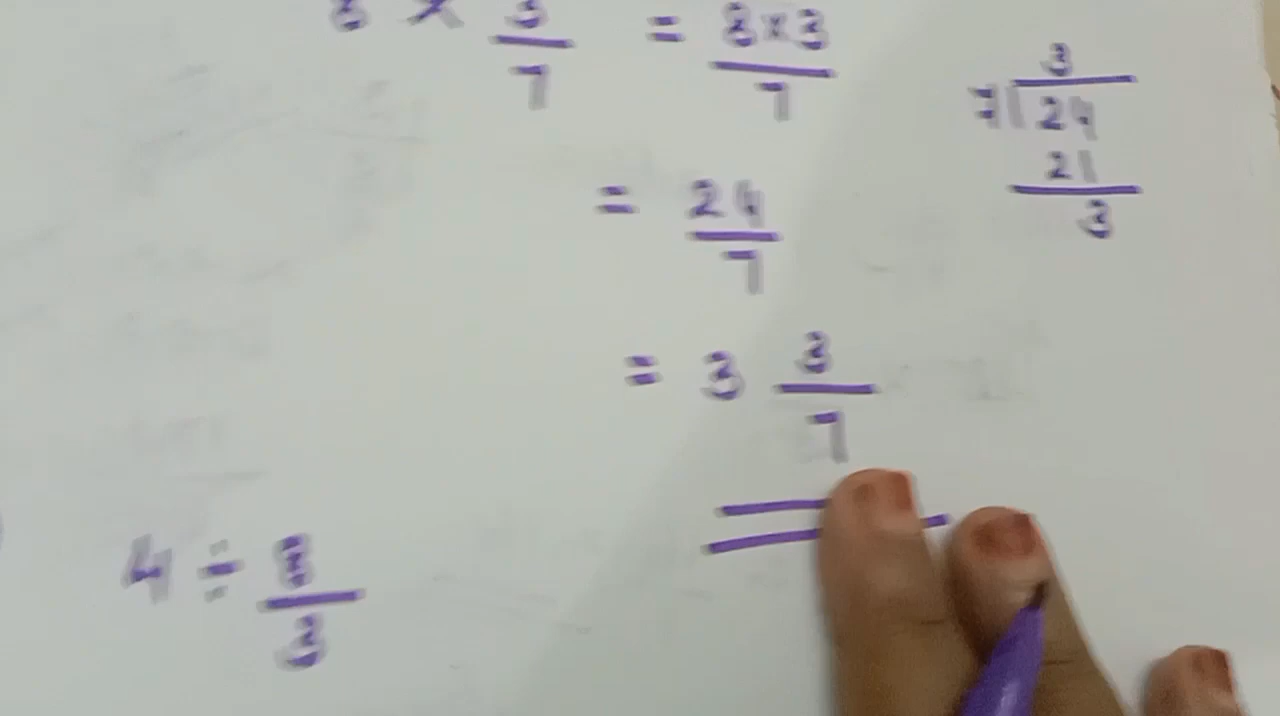 8 × 3/7 = 8×3/7
= 24/7
= 3 3/7
3
7 24
21
3
4 ÷ 8/3